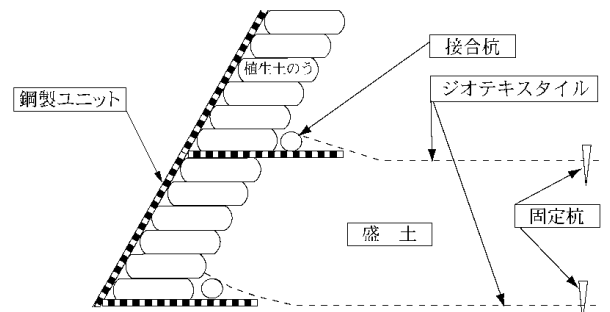 接合杭
植生土のう
ジオテキスタイル
鋼製ユニット
固定杭
盛 土